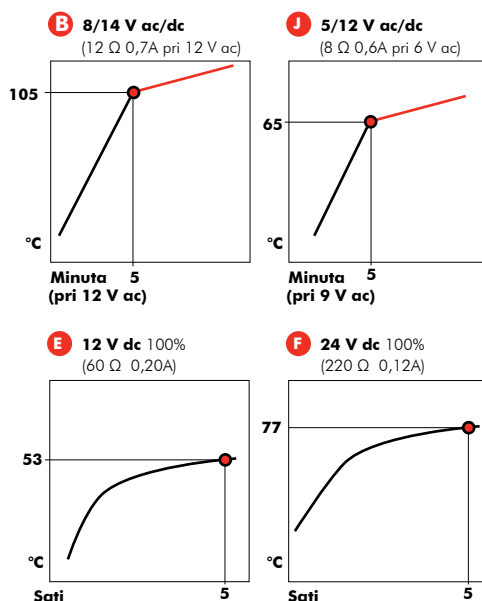 B 8/14 V ac/dc
(12 Ω 0,7A pri 12 V ac)
105
°C
Minuta 5
(pri 12 V ac)
J 5/12 V ac/dc
(8 Ω 0,6A pri 6 V ac)
65
°C
Minuta 5
(pri 9 V ac)
E 12 V dc 100%
(60 Ω 0,20A)
53
°C
Sati 5
F 24 V dc 100%
(220 Ω 0,12A)
77
°C
Sati 5